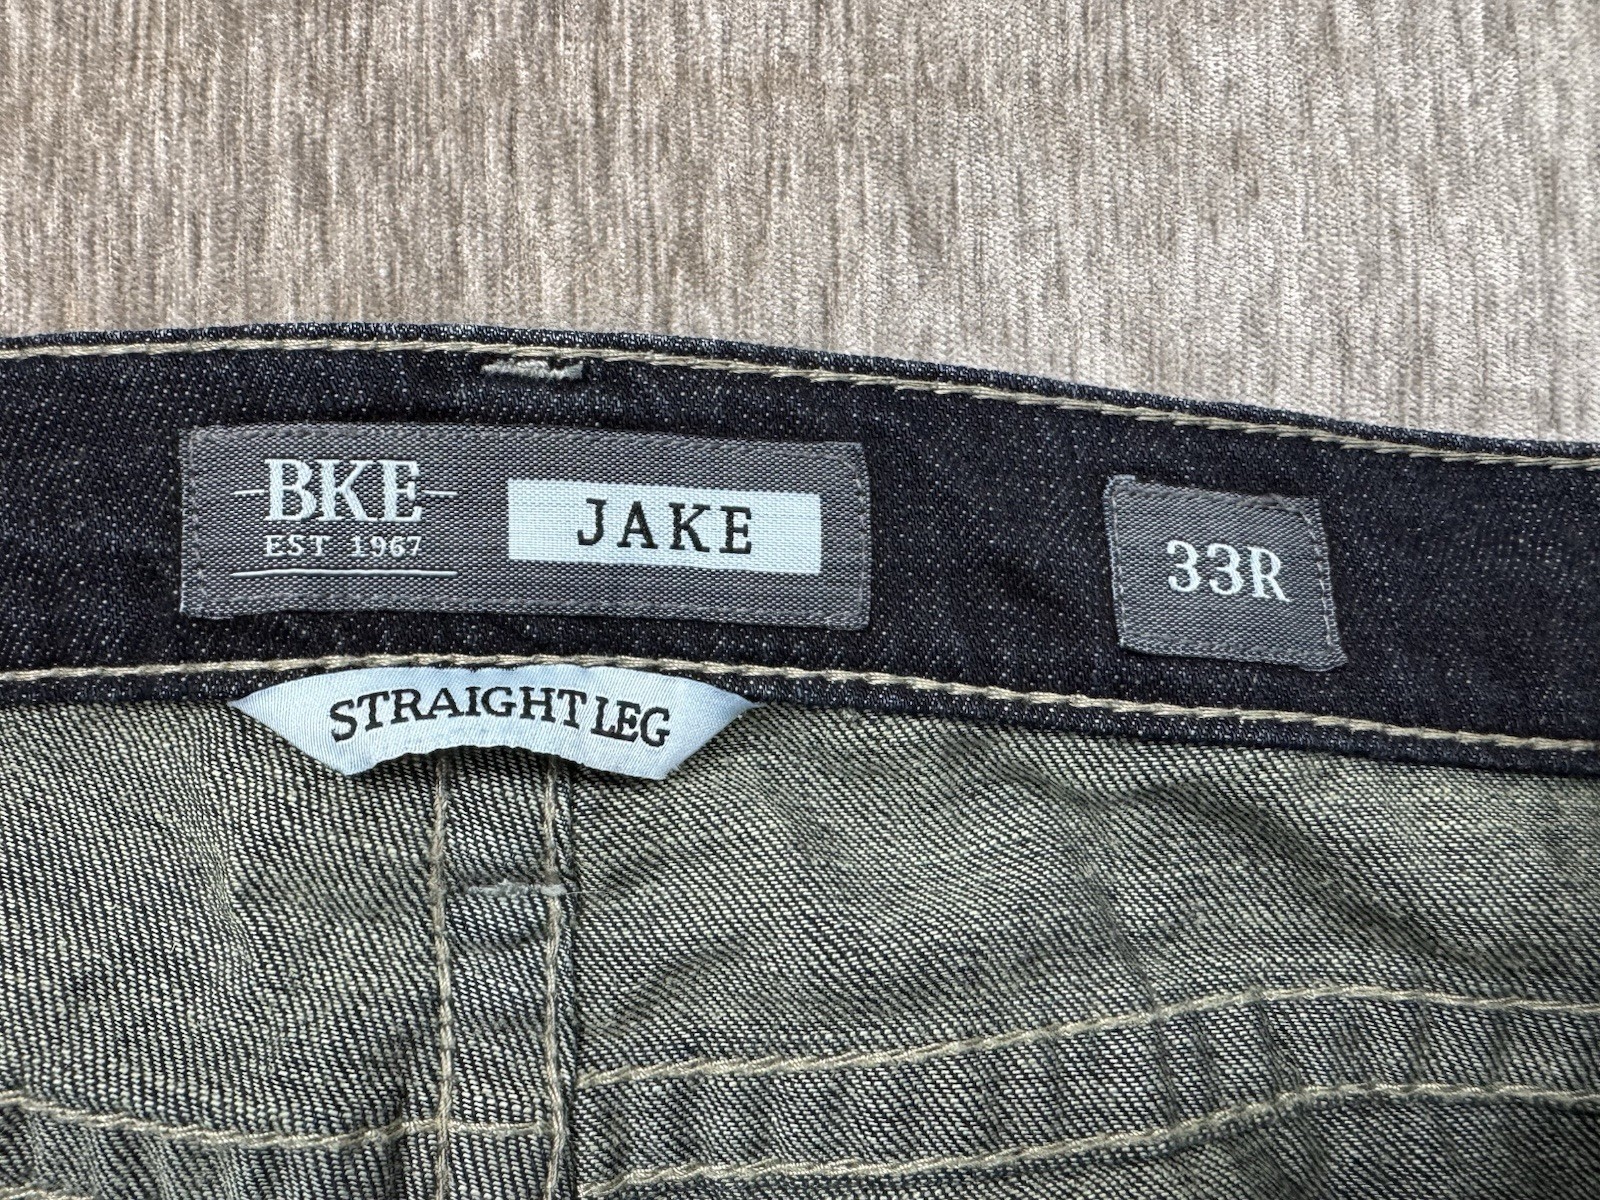 BKE
EST 1967
JAKE
33R
STRAIGHT LEG